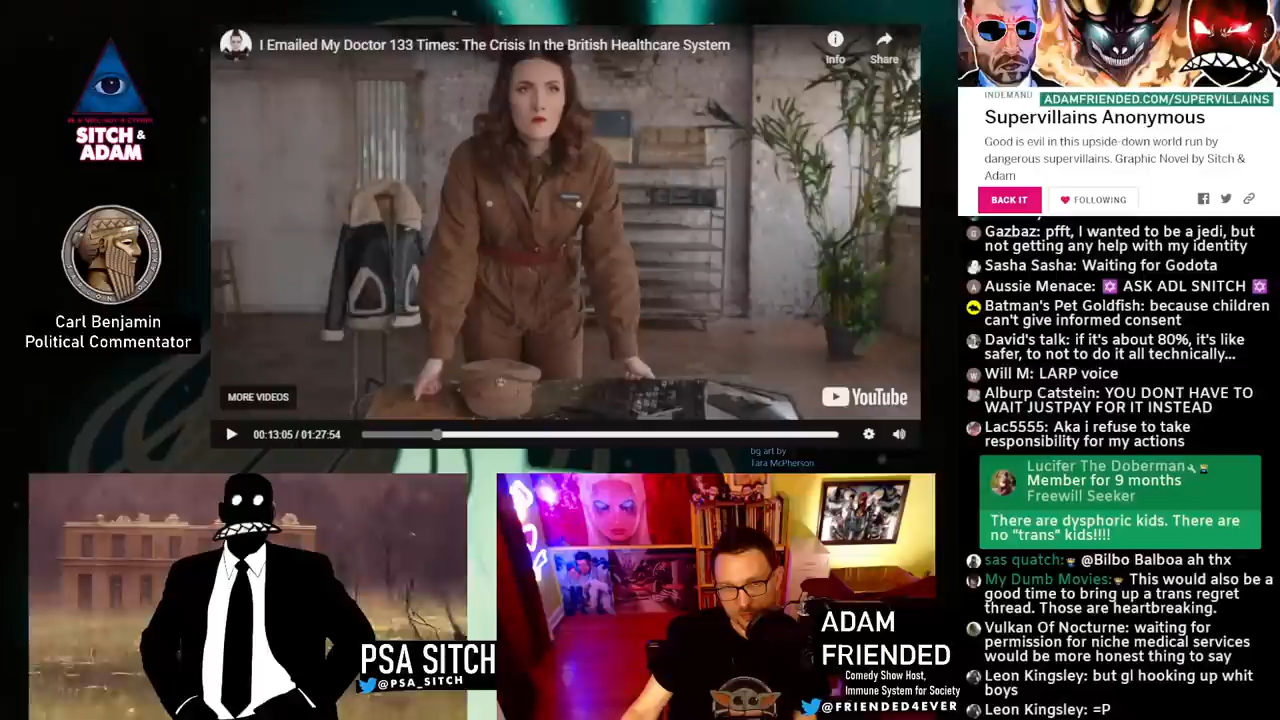 I Emailed My Doctor 133 Times: The Crisis In the British Healthcare System
Info
Share
SITCH &
ADAM
Carl Benjamin
Political Commentator
MORE VIDEOS
YouTube
00:13:05 / 01:27:54
bg art by
Tara McPherson
PSA SITCH
@PSA_SITCH
ADAM
FRIENDED
Comedy Show Host,
Immune System for Society
@FRIENDED4EVER
INDEMAND
ADAMFRIENDED.COM/SUPERVILLAINS
Supervillains Anonymous
Good is evil in this upside-down world run by
dangerous supervillains. Graphic Novel by Sitch &
Adam
BACK IT
FOLLOWING
Gazbaz: pfft, I wanted to be a jedi, but
not getting any help with my identity
Sasha Sasha: Waiting for Godota
Aussie Menace: ✡ ASK ADL SNITCH ✡
Batman's Pet Goldfish: because children
can't give informed consent
David's talk: if it's about 80%, it's like
safer, to not to do it all technically...
Will M: LARP voice
Alburp Catstein: YOU DONT HAVE TO
WAIT JUSTPAY FOR IT INSTEAD
Lac5555: Aka i refuse to take
responsibility for my actions
Lucifer The Doberman
Member for 9 months
Freewill Seeker
There are dysphoric kids. There are
no "trans" kids!!!!
sas quatch: @Bilbo Balboa ah thx
My Dumb Movies: This would also be a
good time to bring up a trans regret
thread. Those are heartbreaking.
Vulkan Of Nocturne: waiting for
permission for niche medical services
would be more honest thing to say
Leon Kingsley: but gl hooking up whit
boys
Leon Kingsley: =P